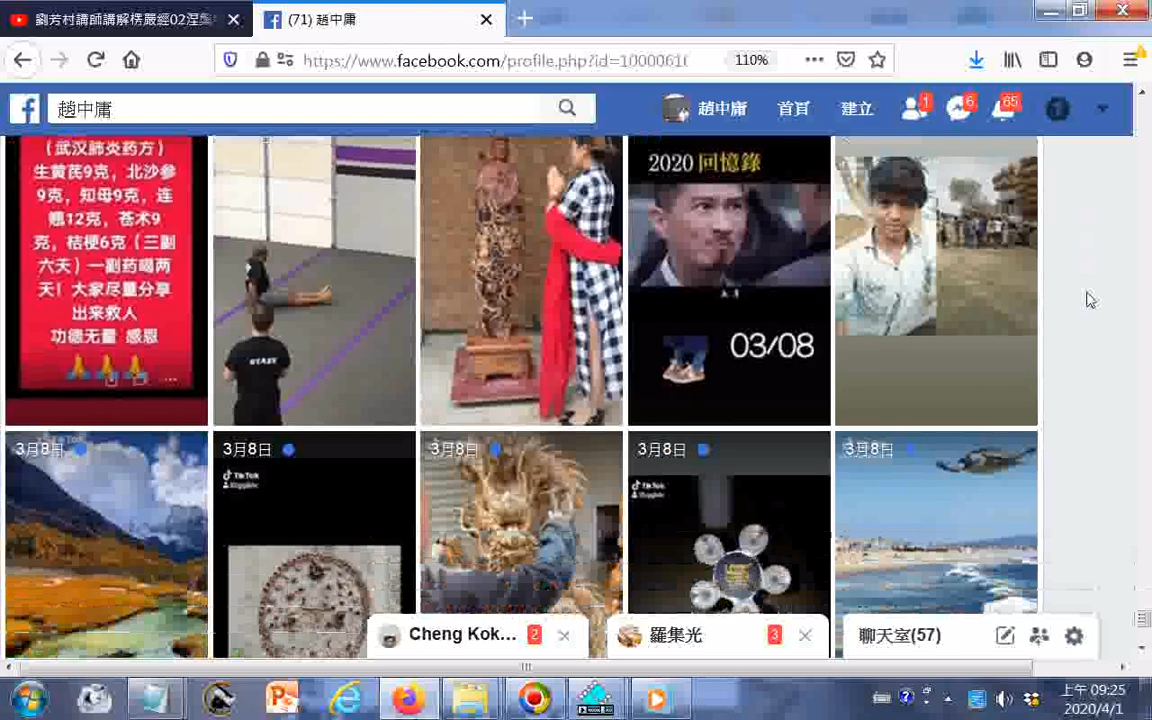 劉芳村講師講解楞嚴經02涅槃
(71) 趙中庸
https://www.facebook.com/profile.php?id=1000061
110%
趙中庸
趙中庸
首頁
建立
1
6
65
(武汉肺炎药方)
生黄芪9克，北沙参
9克，知母9克，连
翘12克，苍术9
克，桔梗6克（三副
六天）一副药喝两
天！大家尽量分享
出来救人
功德无量 感恩
STAFF
2020 回憶錄
03/08
3月8日
3月8日
TikTok
3月8日
3月8日
TikTok
3月8日
Cheng Kok...
2
羅集光
3
聊天室(57)
上午 09:25
2020/4/1